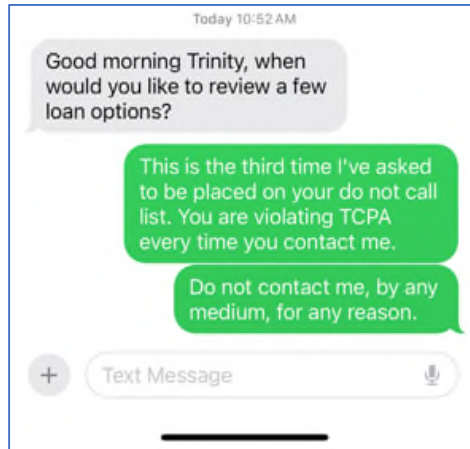 Today 10:52 AM
Good morning Trinity, when
would you like to review a few
loan options?
This is the third time I've asked
to be placed on your do not call
list. You are violating TCPA
every time you contact me.
Do not contact me, by any
medium, for any reason.
+
Text Message